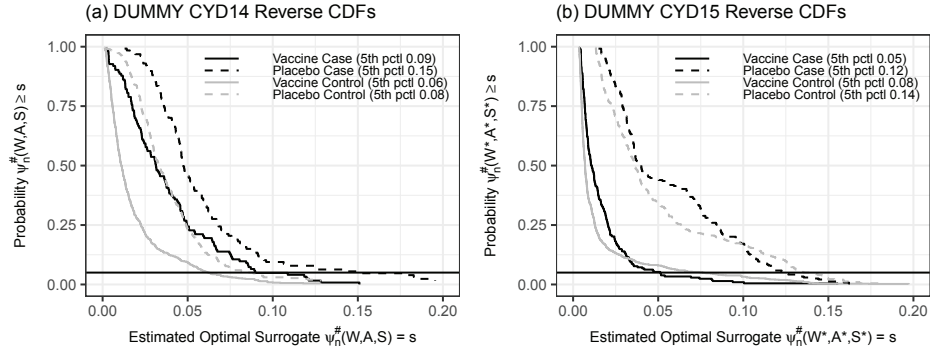 (a) DUMMY CYD14 Reverse CDFs
Probability ψn#(W,A,S) ≥ s
1.00
0.75
0.50
0.25
0.00
Vaccine Case (5th pctl 0.09)
Placebo Case (5th pctl 0.15)
Vaccine Control (5th pctl 0.06)
Placebo Control (5th pctl 0.08)
0.00 0.05 0.10 0.15 0.20
Estimated Optimal Surrogate ψn#(W,A,S) = s
(b) DUMMY CYD15 Reverse CDFs
Probability ψn#(W*,A*,S*) ≥ s
1.00
0.75
0.50
0.25
0.00
Vaccine Case (5th pctl 0.05)
Placebo Case (5th pctl 0.12)
Vaccine Control (5th pctl 0.08)
Placebo Control (5th pctl 0.14)
0.00 0.05 0.10 0.15 0.20
Estimated Optimal Surrogate ψn#(W*,A*,S*) = s